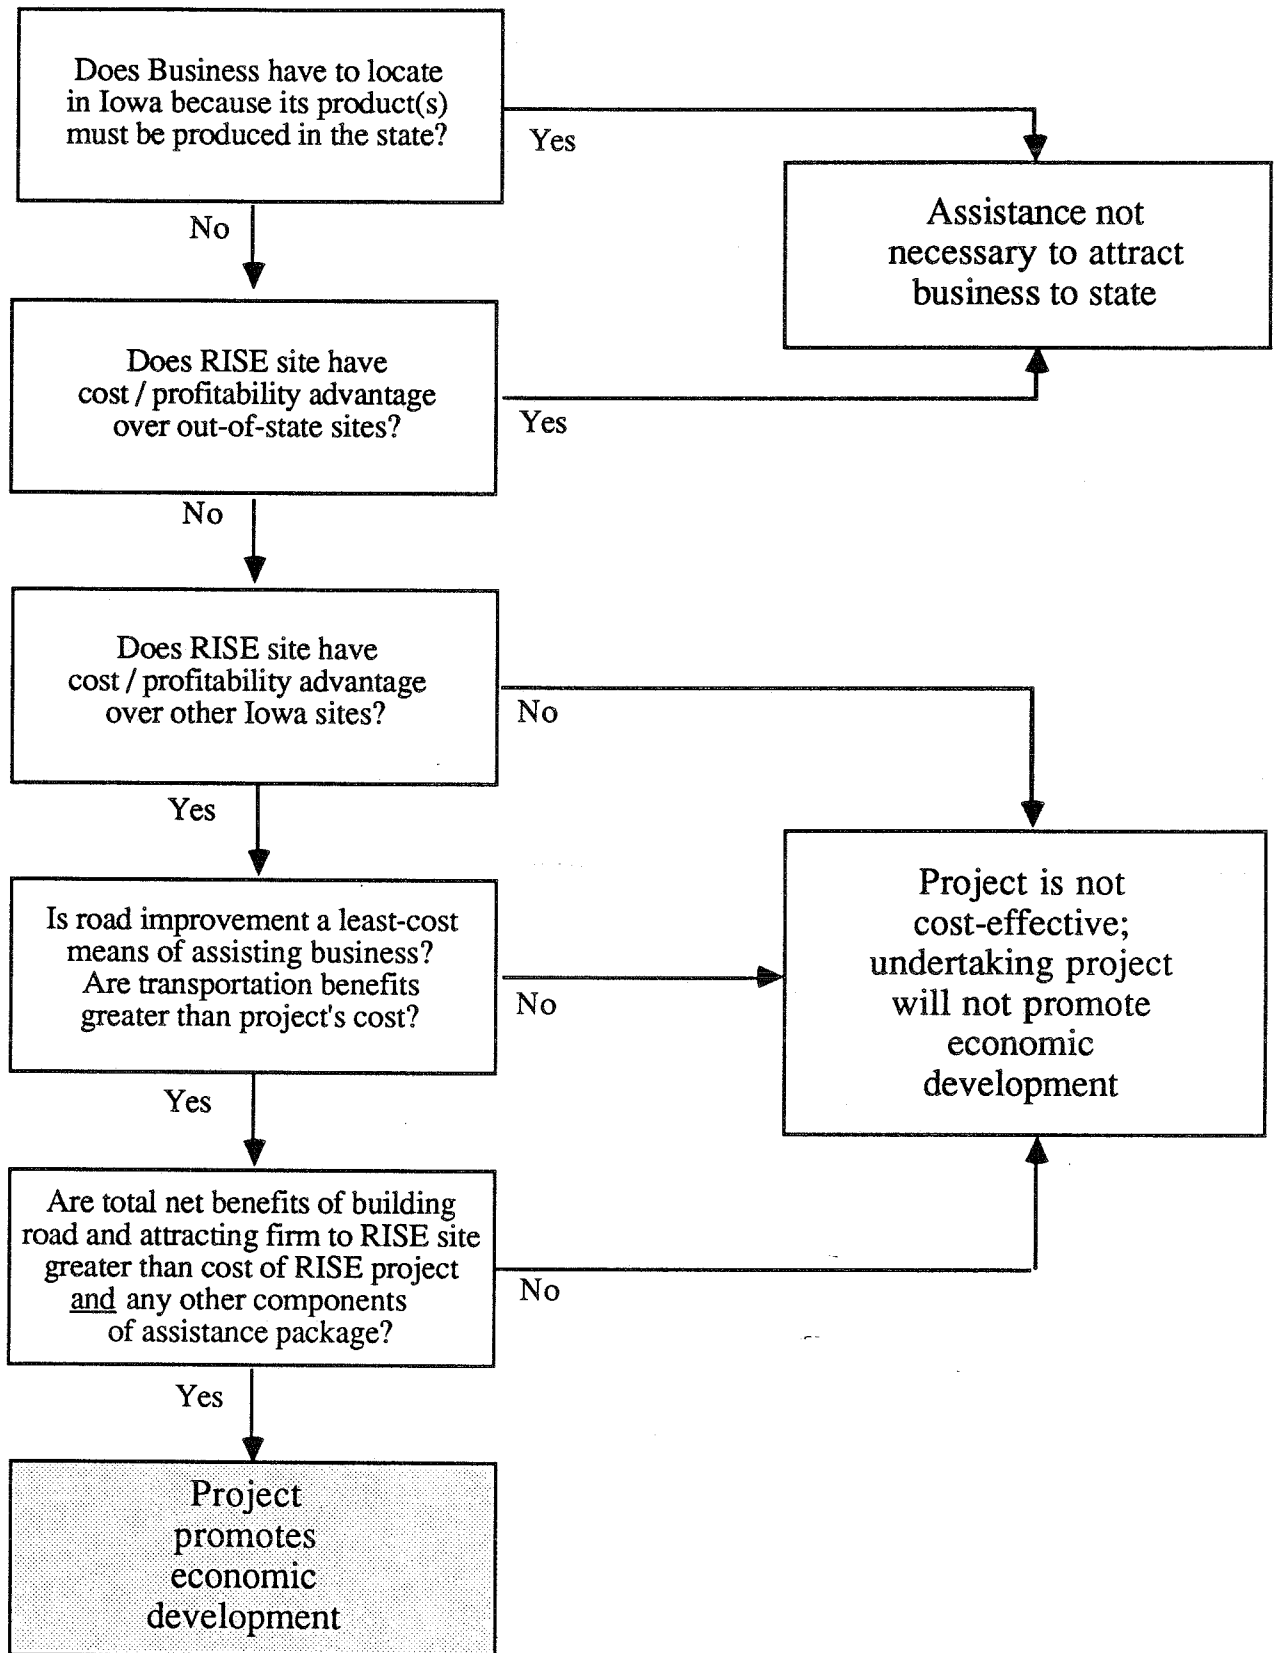 Does Business have to locate
in Iowa because its product(s)
must be produced in the state?
Yes
No
Assistance not
necessary to attract
business to state
Does RISE site have
cost / profitability advantage
over out-of-state sites?
Yes
No
Does RISE site have
cost / profitability advantage
over other Iowa sites?
No
Yes
Project is not
cost-effective;
undertaking project
will not promote
economic
development
Is road improvement a least-cost
means of assisting business?
Are transportation benefits
greater than project's cost?
No
Yes
Are total net benefits of building
road and attracting firm to RISE site
greater than cost of RISE project
and any other components
of assistance package?
No
Yes
Project
promotes
economic
development